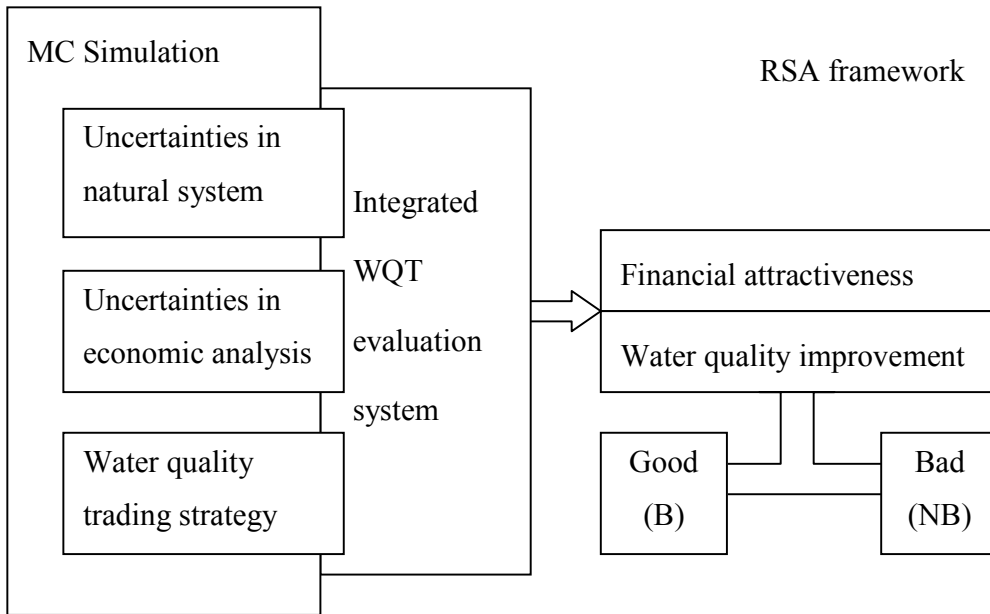 MC Simulation
RSA framework
Uncertainties in
natural system
Uncertainties in
economic analysis
Water quality
trading strategy
Integrated
WQT
evaluation
system
Financial attractiveness
Water quality improvement
Good
(B)
Bad
(NB)